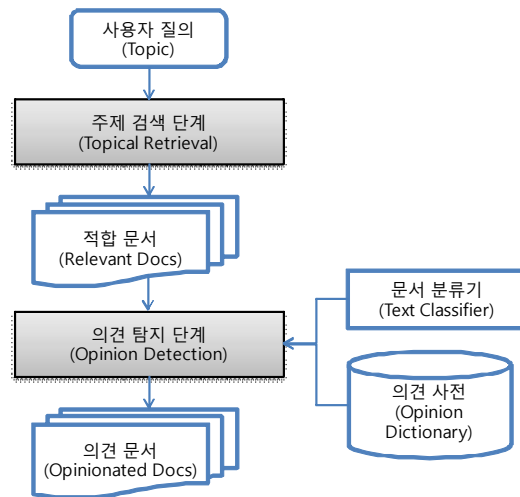 사용자 질의
(Topic)
주제 검색 단계
(Topical Retrieval)
적합 문서
(Relevant Docs)
문서 분류기
(Text Classifier)
의견 탐지 단계
(Opinion Detection)
의견 사전
(Opinion
Dictionary)
의견 문서
(Opinionated Docs)